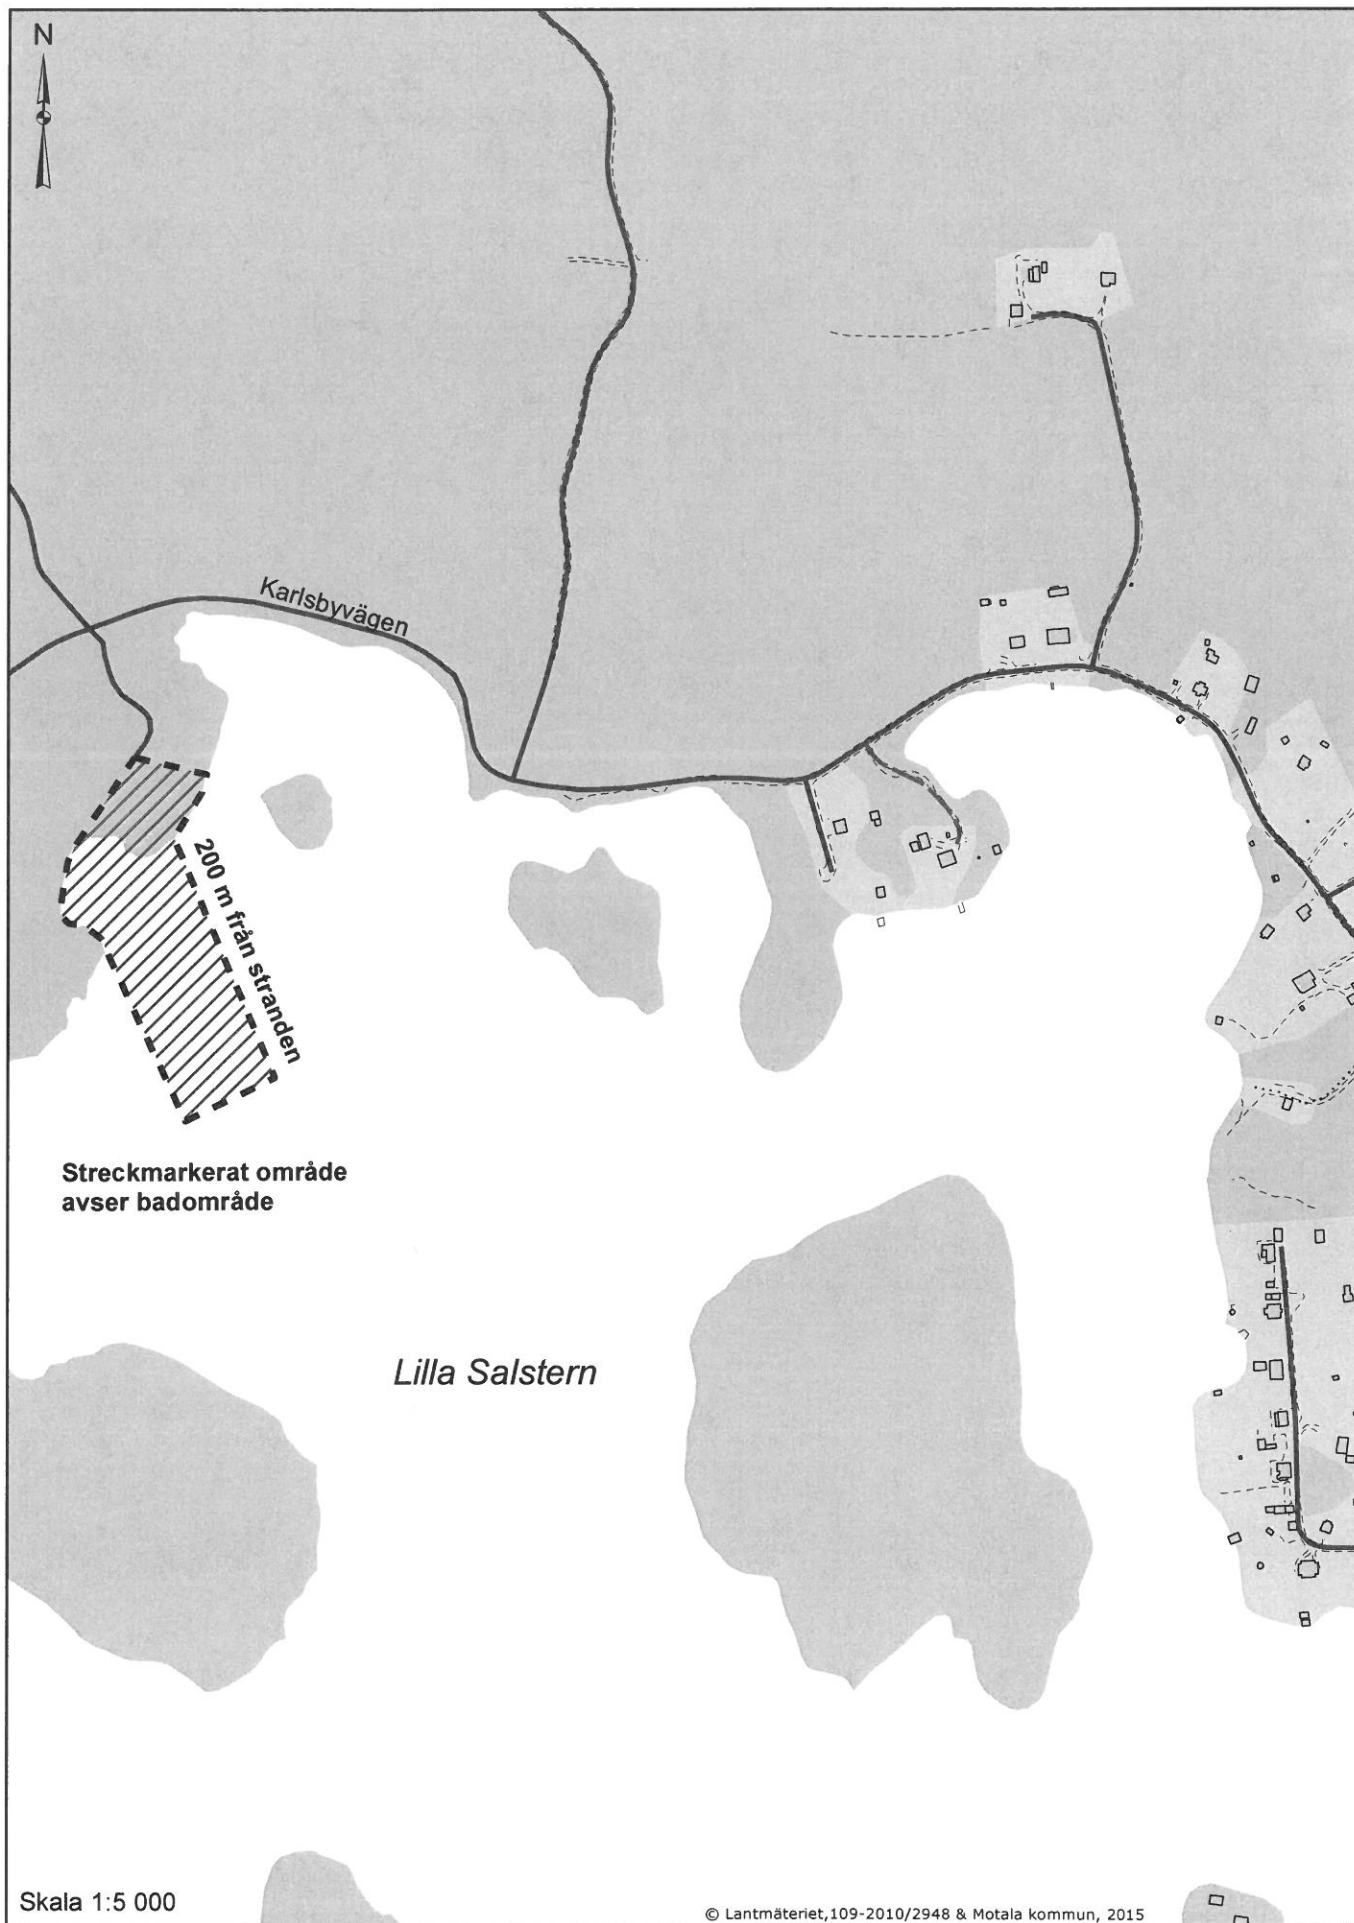 N
Karlsbyvägen
200 m från stranden
Streckmarkerat område
avser badområde
Lilla Salstern
Skala 1:5 000
© Lantmäteriet,109-2010/2948 & Motala kommun, 2015